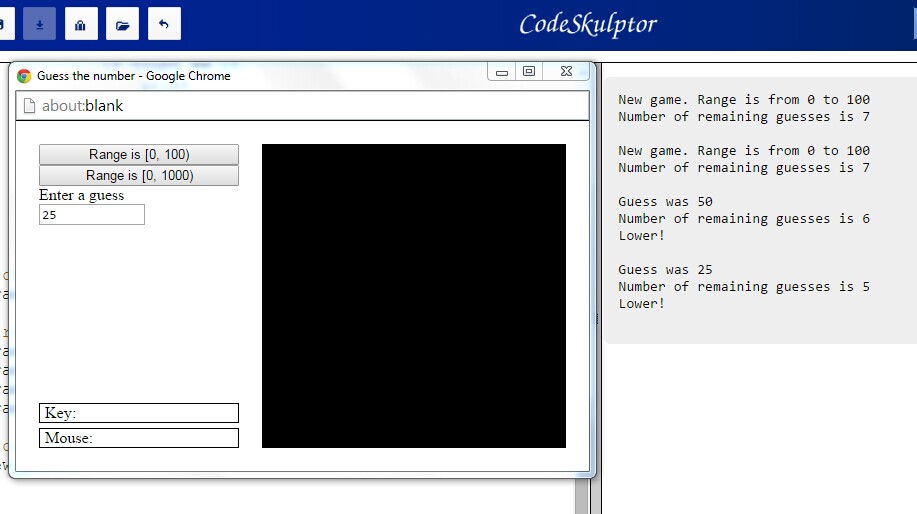 CodeSkulptor
Guess the number - Google Chrome
about:blank
Range is [0, 100)
Range is [0, 1000)
Enter a guess
25
Key:
Mouse:
New game. Range is from 0 to 100
Number of remaining guesses is 7
New game. Range is from 0 to 100
Number of remaining guesses is 7
Guess was 50
Number of remaining guesses is 6
Lower!
Guess was 25
Number of remaining guesses is 5
Lower!